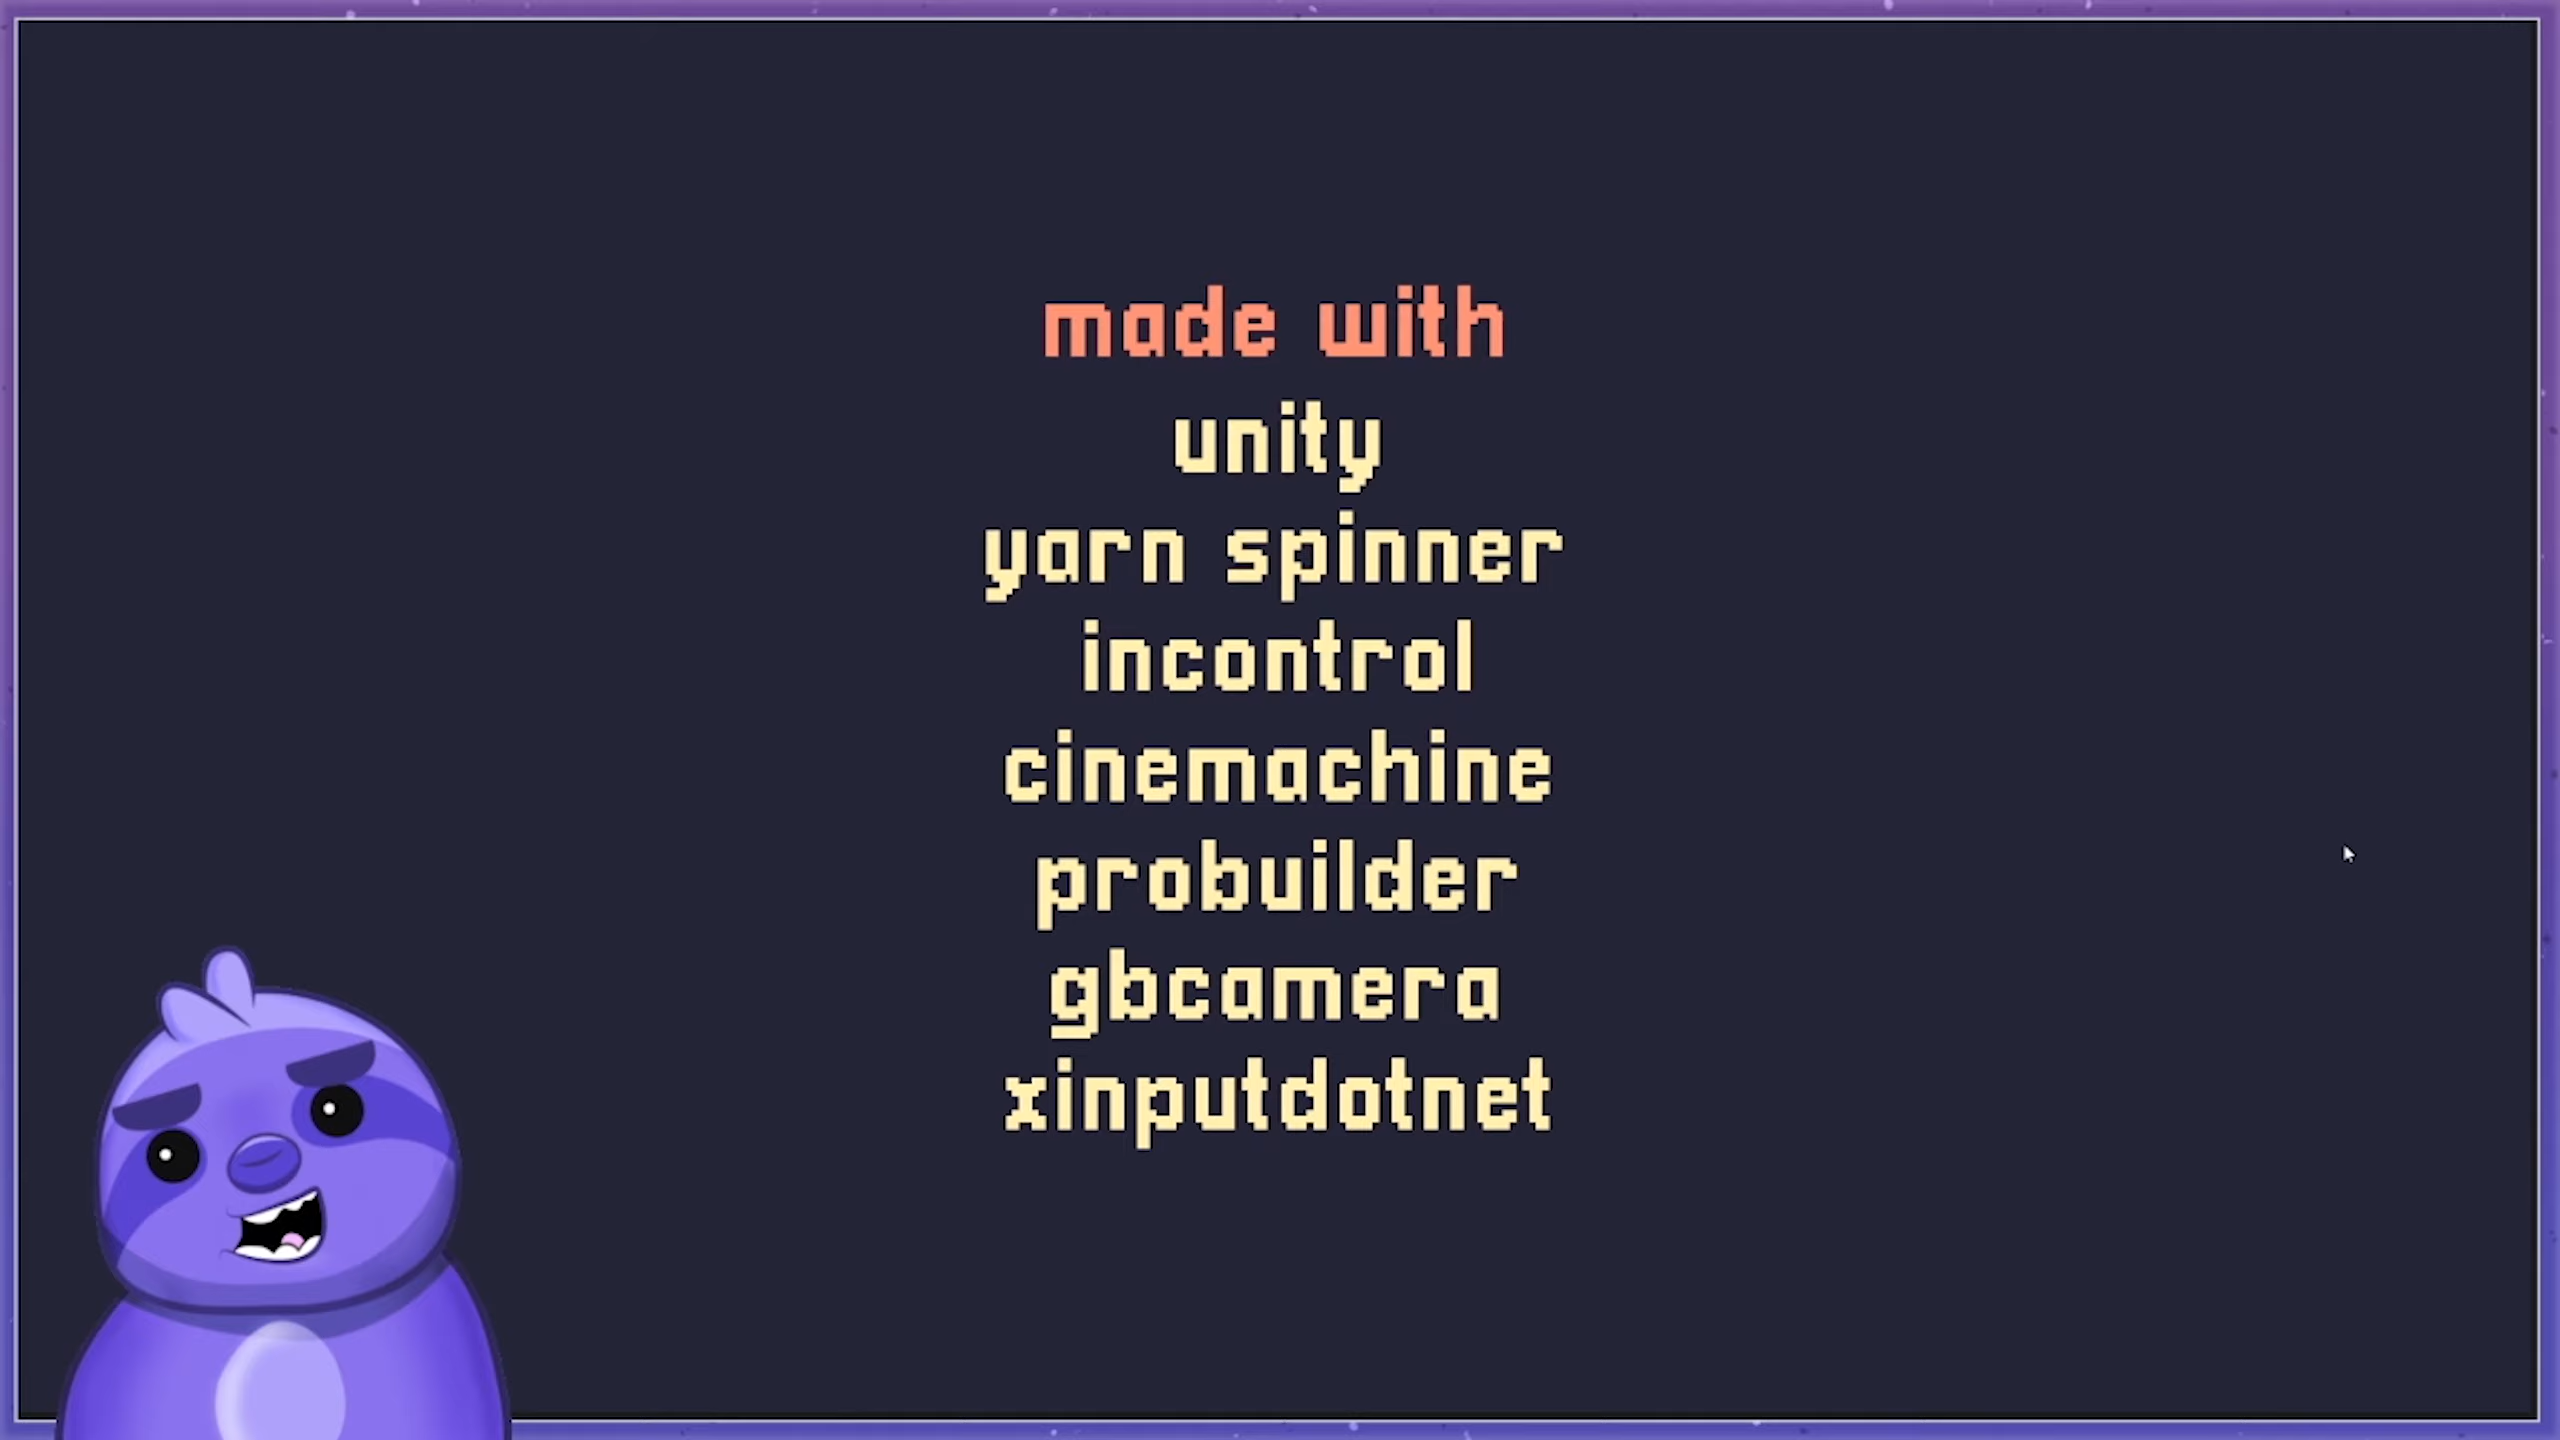 made with
unity
yarn spinner
incontrol
cinemachine
probuilder
gbcamera
xinputdotnet